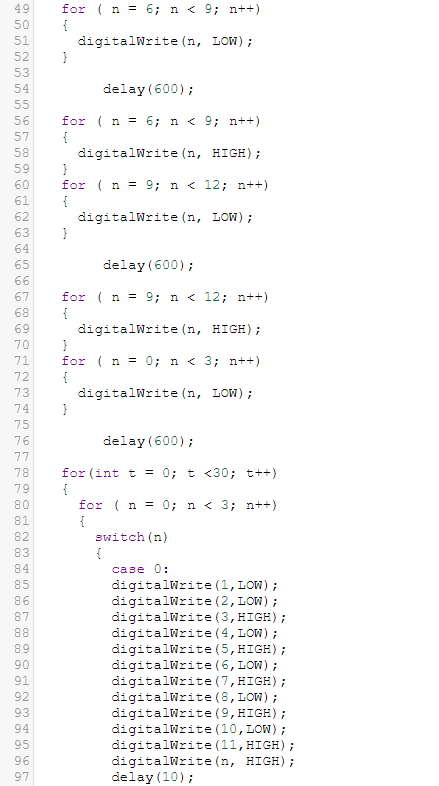 49 for ( n = 6; n < 9; n++)
50 {
51 digitalWrite(n, LOW);
52 }
53
54 delay(600);
55
56 for ( n = 6; n < 9; n++)
57 {
58 digitalWrite(n, HIGH);
59 }
60 for ( n = 9; n < 12; n++)
61 {
62 digitalWrite(n, LOW);
63 }
64
65 delay(600);
66
67 for ( n = 9; n < 12; n++)
68 {
69 digitalWrite(n, HIGH);
70 }
71 for ( n = 0; n < 3; n++)
72 {
73 digitalWrite(n, LOW);
74 }
75
76 delay(600);
77
78 for(int t = 0; t <30; t++)
79 {
80 for ( n = 0; n < 3; n++)
81 {
82 switch(n)
83 {
84 case 0:
85 digitalWrite(1,LOW);
86 digitalWrite(2,LOW);
87 digitalWrite(3,HIGH);
88 digitalWrite(4,LOW);
89 digitalWrite(5,HIGH);
90 digitalWrite(6,LOW);
91 digitalWrite(7,HIGH);
92 digitalWrite(8,LOW);
93 digitalWrite(9,HIGH);
94 digitalWrite(10,LOW);
95 digitalWrite(11,HIGH);
96 digitalWrite(n, HIGH);
97 delay(10);